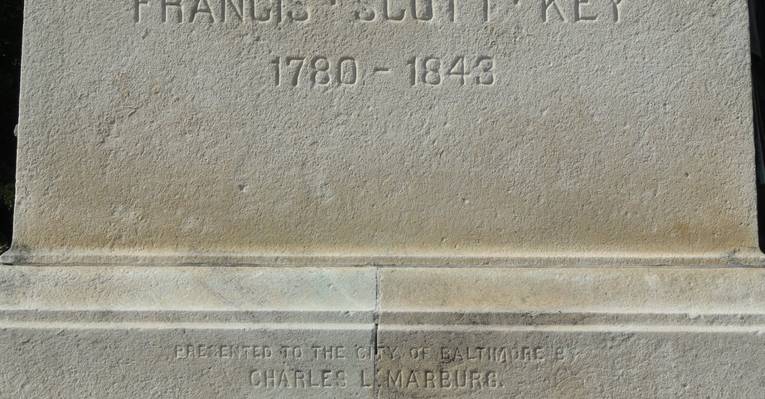 FRANCIS · SCOTT · KEY
1780 - 1843
PRESENTED TO THE CITY OF BALTIMORE BY
CHARLES L. MARBURG.